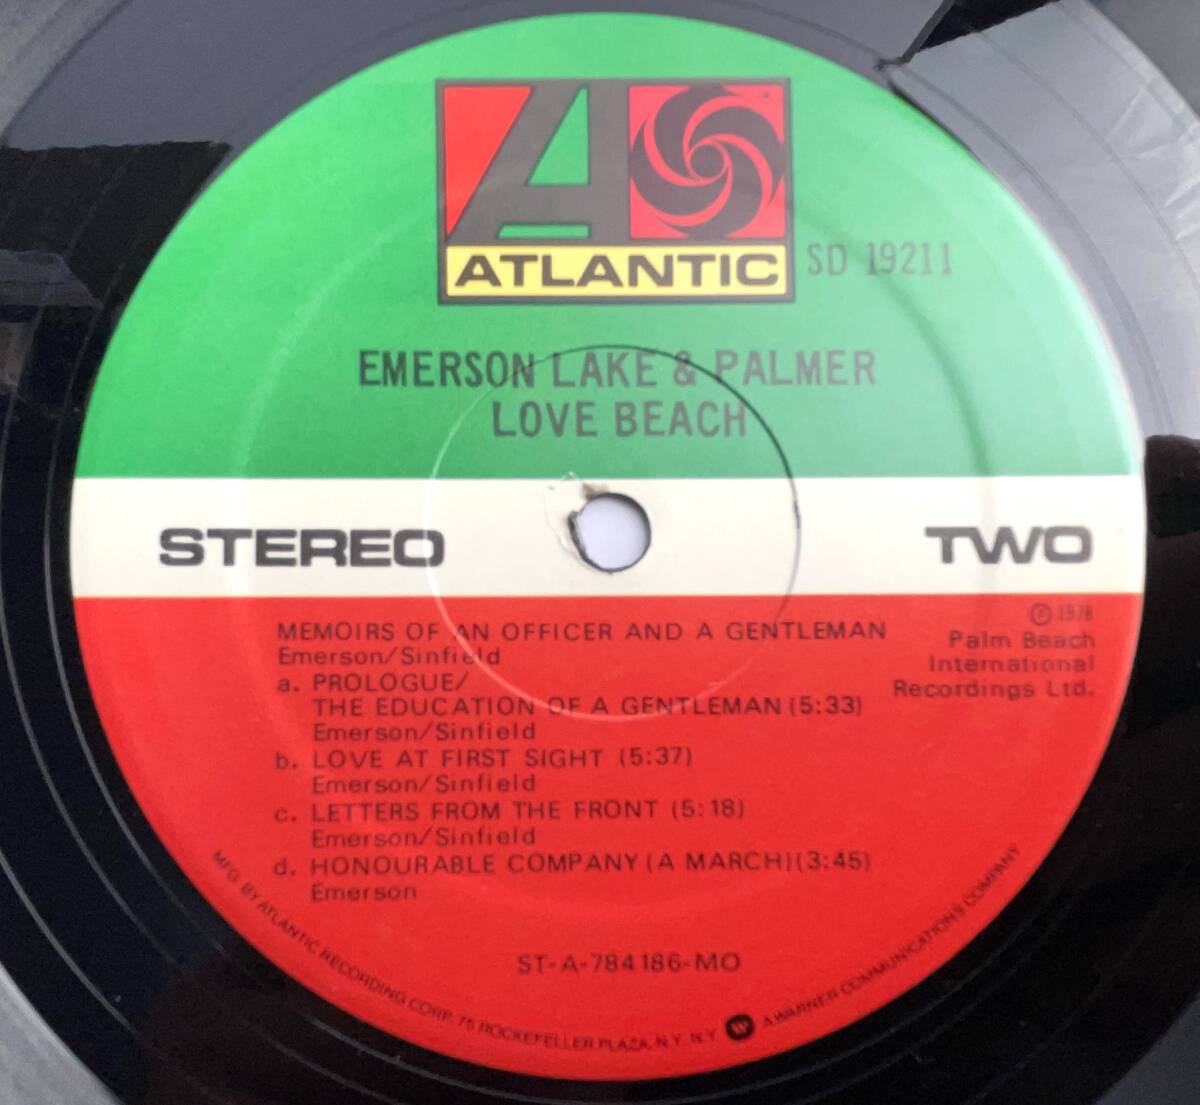 ATLANTIC
SD 19211
EMERSON LAKE & PALMER
LOVE BEACH
STEREO
TWO
MEMOIRS OF AN OFFICER AND A GENTLEMAN
Emerson/Sinfield
a. PROLOGUE/
THE EDUCATION OF A GENTLEMAN (5:33)
Emerson/Sinfield
b. LOVE AT FIRST SIGHT (5:37)
Emerson/Sinfield
c. LETTERS FROM THE FRONT (5:18)
Emerson/Sinfield
d. HONOURABLE COMPANY (A MARCH) (3:45)
Emerson
© 1978
Palm Beach
International
Recordings Ltd.
ST-A-784186-MO
MFG. BY ATLANTIC RECORDING CORP. 75 ROCKEFELLER PLAZA, N.Y. N.Y. A WARNER COMMUNICATIONS COMPANY